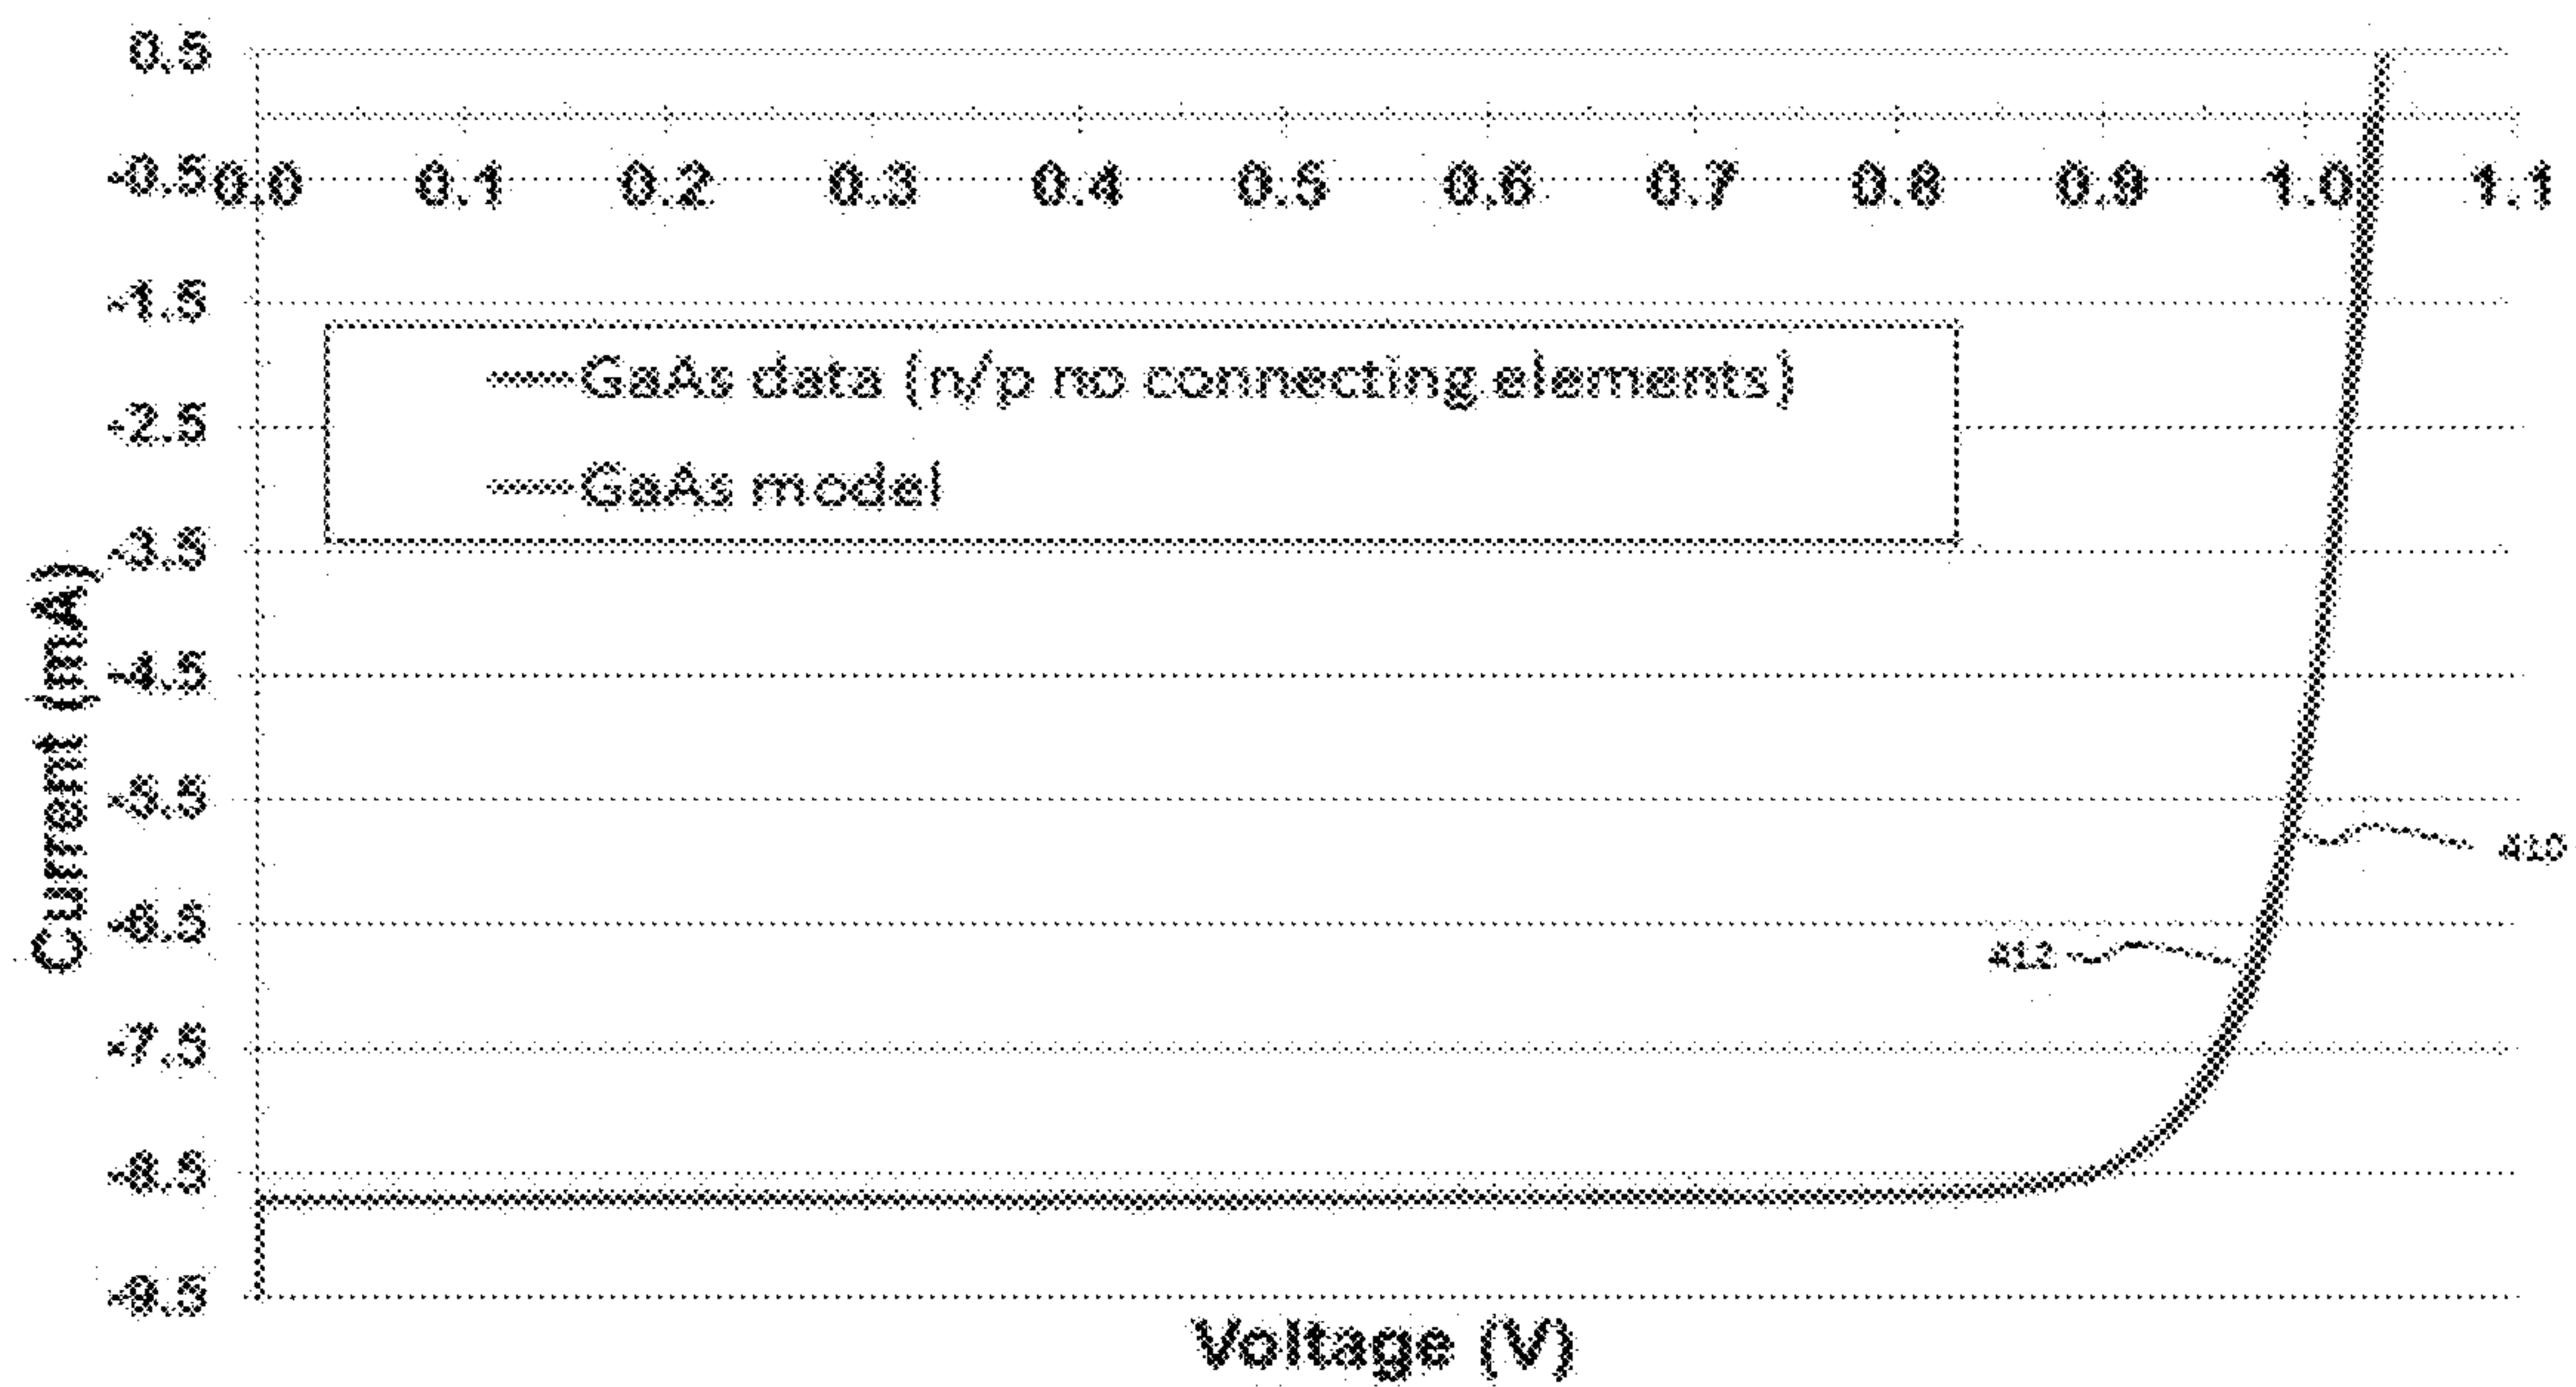 0.5
-0.5 0.0 0.1 0.2 0.3 0.4 0.5 0.6 0.7 0.8 0.9 1.0 1.1
-1.5
GaAs data (n/p no connecting elements)
-2.5
GaAs model
-3.5
-4.5
Current (mA)
-5.5
410
-6.5
412
-7.5
-8.5
-9.5
Voltage (V)